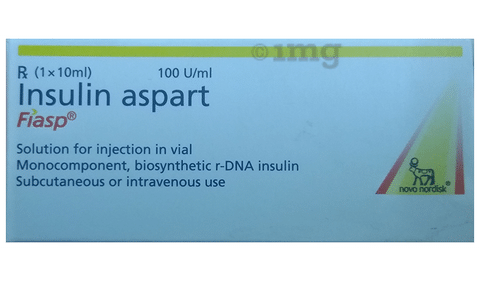 ©1mg
℞ (1×10ml) 100 U/ml
Insulin aspart
Fiasp®
Solution for injection in vial
Monocomponent, biosynthetic r-DNA insulin
Subcutaneous or intravenous use
novo nordisk®